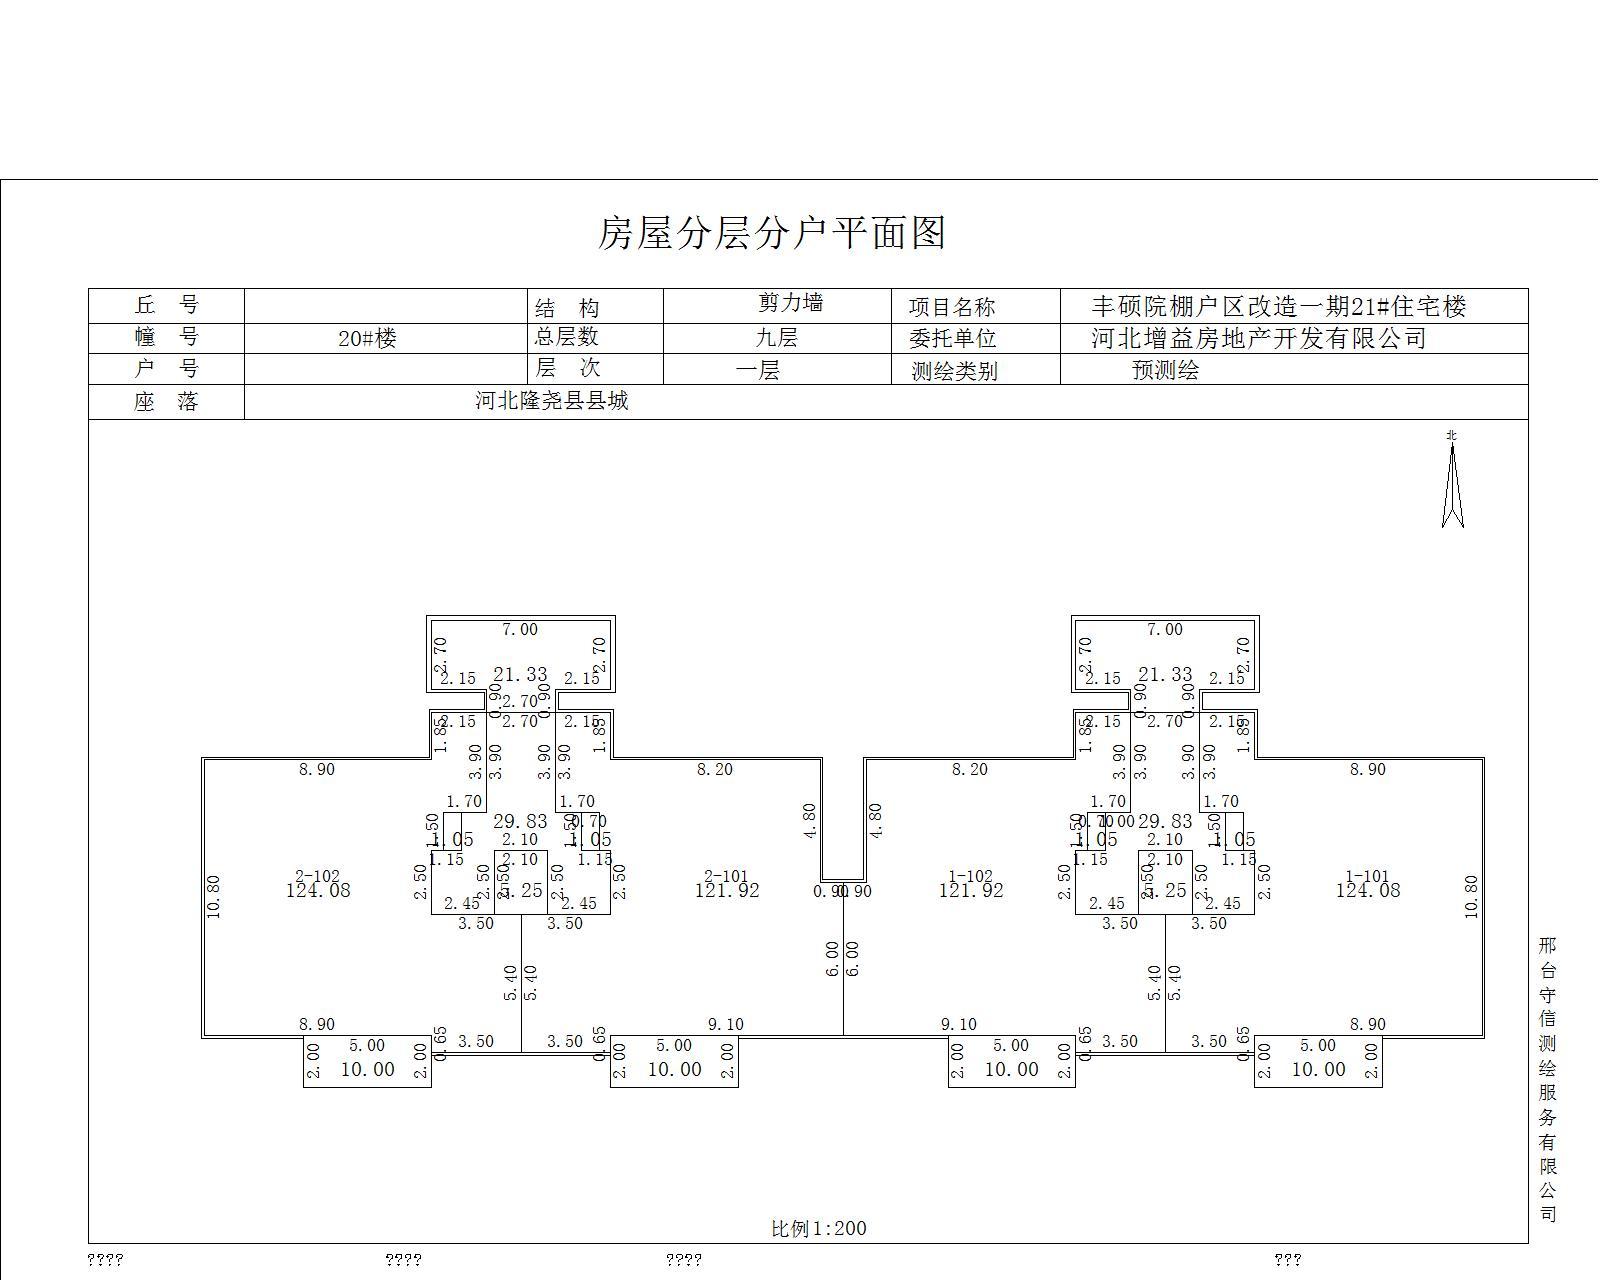 房屋分层分户平面图
丘 号 结 构 剪力墙 项目名称 丰硕院棚户区改造一期21#住宅楼
幢 号 20#楼 总层数 九层 委托单位 河北增益房地产开发有限公司
户 号 层 次 一层 测绘类别 预测绘
座 落 河北隆尧县县城
北
7.00 7.00
2.70 2.70 2.70 2.70
21.33 21.33
2.15 2.15 2.15 2.15
0.90 2.70 0.90 0.90 0.90
2.15 2.70 2.15 2.15 2.70 2.15
1.85 1.85 1.85 1.85
3.90 3.90 3.90 3.90 3.90 3.90 3.90 3.90
8.90 8.20 8.20 8.90
1.70 1.70 1.70 1.70
1.50 29.83 1.50 0.70 4.80 4.80 1.50 0.70 29.83 1.50
1.05 2.10 1.05 1.05 2.10 1.05
1.15 2.10 1.15 1.15 2.10 1.15
2-102 2-101 1-102 1-101
124.08 121.92 121.92 124.08
10.80 2.50 2.50 2.50 5.25 2.50 2.50 0.90 0.90 2.50 2.50 5.25 2.50 2.50 10.80
2.45 2.45 2.45 2.45
3.50 3.50 3.50 3.50
5.40 5.40 6.00 6.00 5.40 5.40
8.90 9.10 9.10 8.90
0.65 3.50 3.50 0.65 0.65 3.50 3.50 0.65
5.00 5.00 5.00 5.00
2.00 2.00 2.00 2.00 2.00 2.00 2.00 2.00
10.00 10.00 10.00 10.00
邢台守信测绘服务有限公司
比例1:200
???? ???? ???? ???